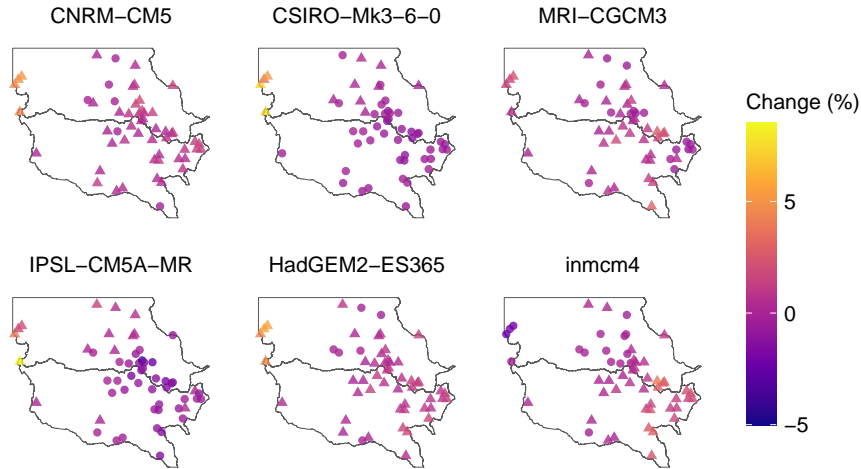 CNRM−CM5
CSIRO−Mk3−6−0
MRI−CGCM3
Change (%)
5
0
−5
IPSL−CM5A−MR
HadGEM2−ES365
inmcm4